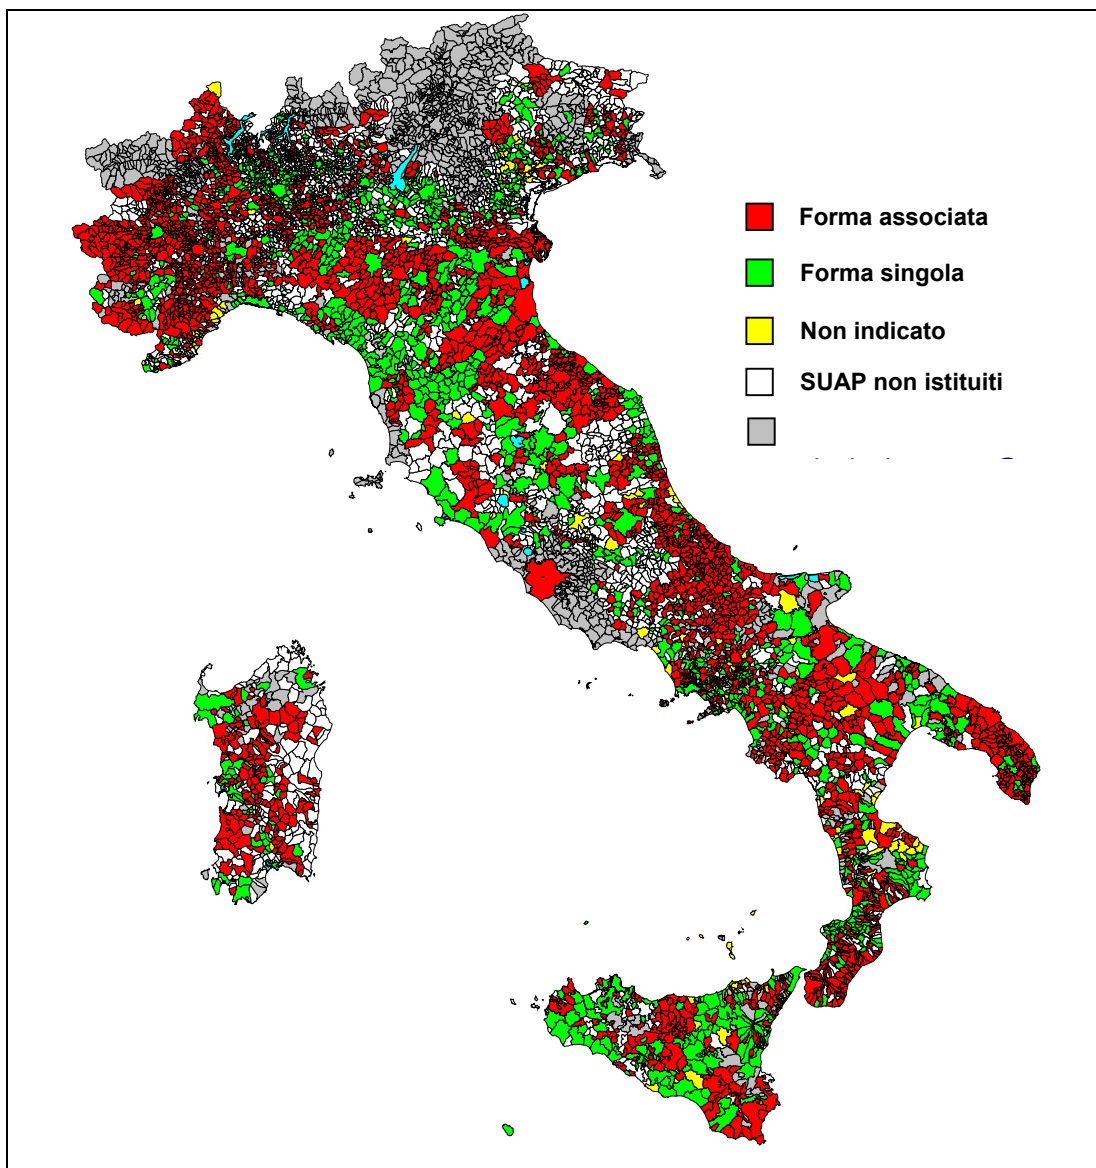 Forma associata
Forma singola
Non indicato
SUAP non istituiti